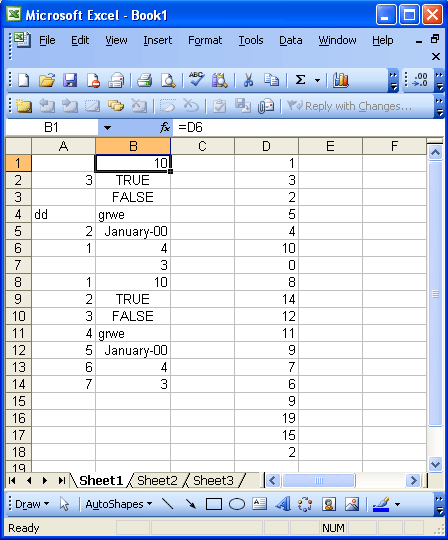 Microsoft Excel - Book1
File Edit View Insert Format Tools Data Window Help
ABC Σ
Reply with Changes...
B1 fx =D6
A B C D E F
1 10 1
2 3 TRUE 3
3 FALSE 2
4 dd grwe 5
5 2 January-00 4
6 1 4 10
7 3 0
8 1 10 8
9 2 TRUE 14
10 3 FALSE 12
11 4 grwe 11
12 5 January-00 9
13 6 4 7
14 7 3 6
15 9
16 19
17 15
18 2
19
Sheet1 Sheet2 Sheet3
Draw AutoShapes A
Ready NUM